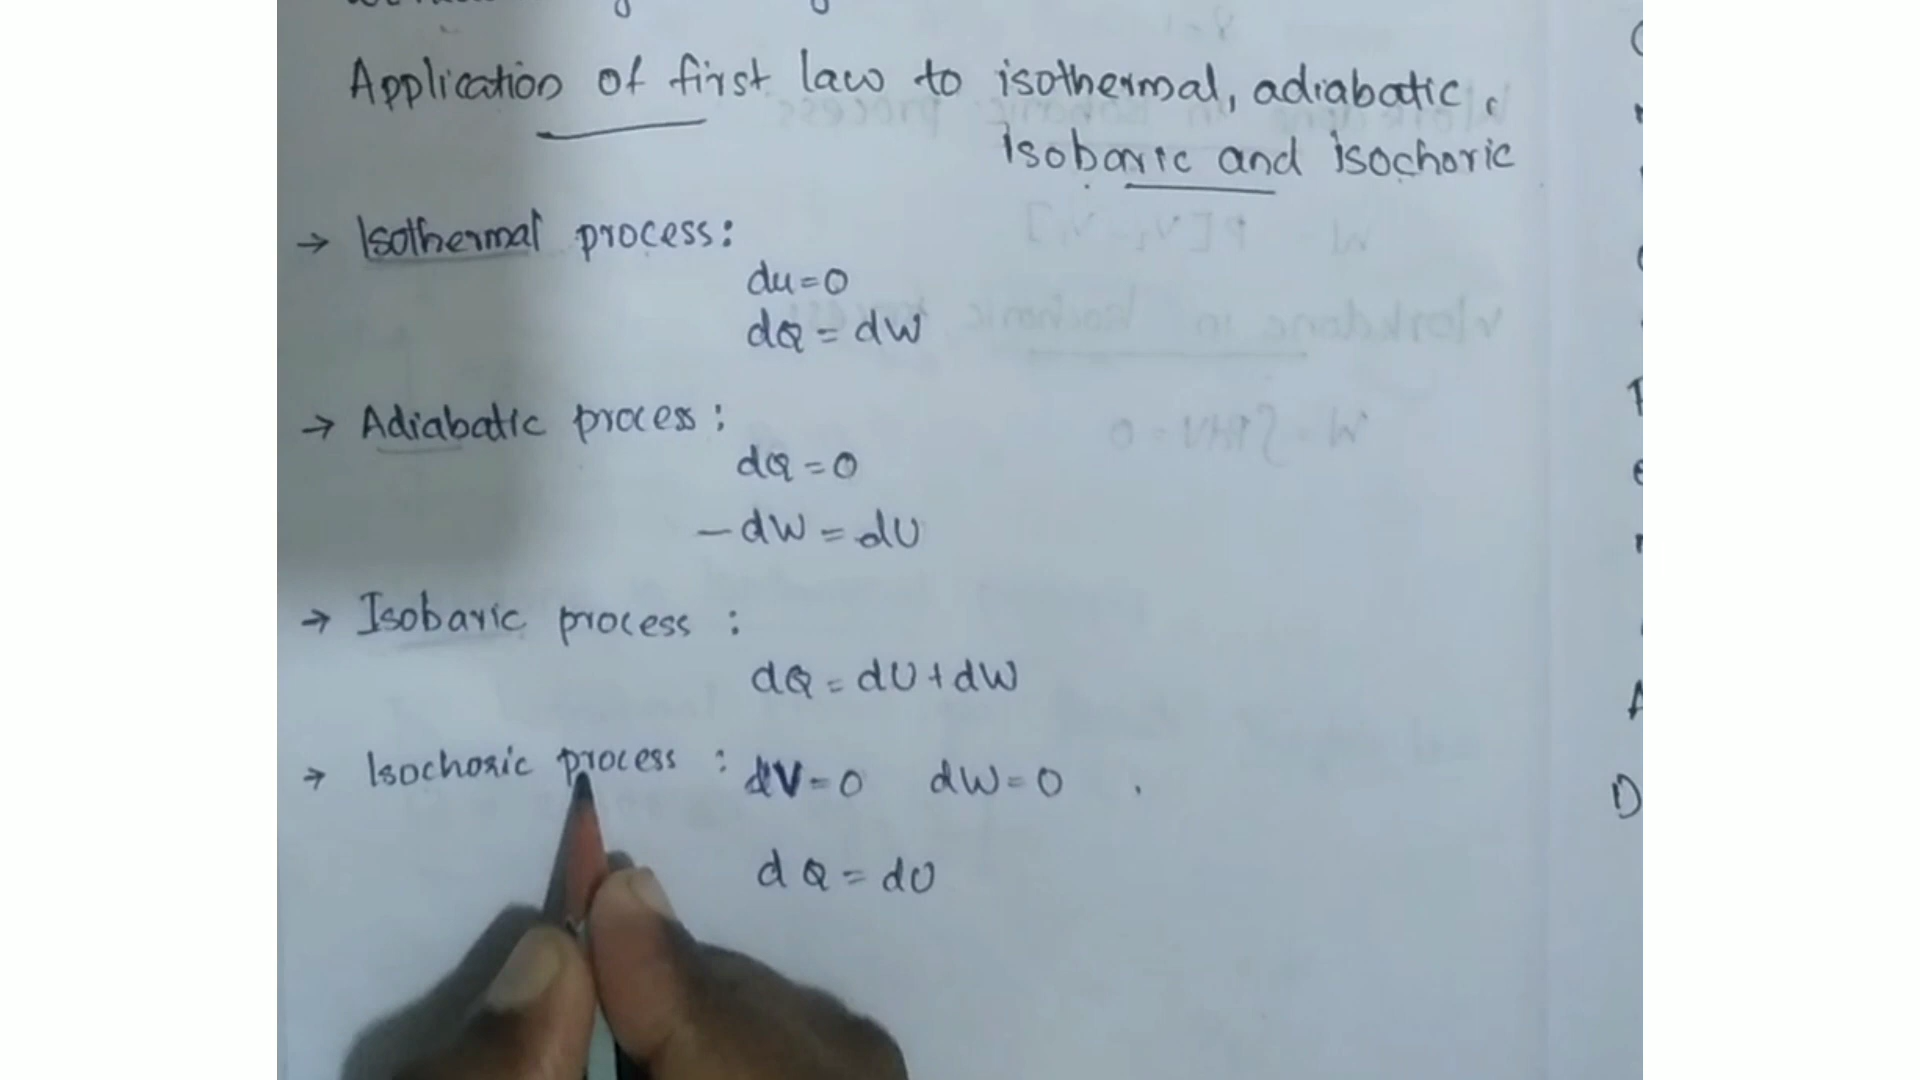 Application of first law to isothermal, adiabatic,
Isobaric and isochoric
→ Isothermal process:
du=0
dQ = dW
→ Adiabatic process:
dQ = 0
-dW = dU
→ Isobaric process :
dQ = dU+dW
→ Isochoric process : dV=0 dW=0 .
dQ = dU